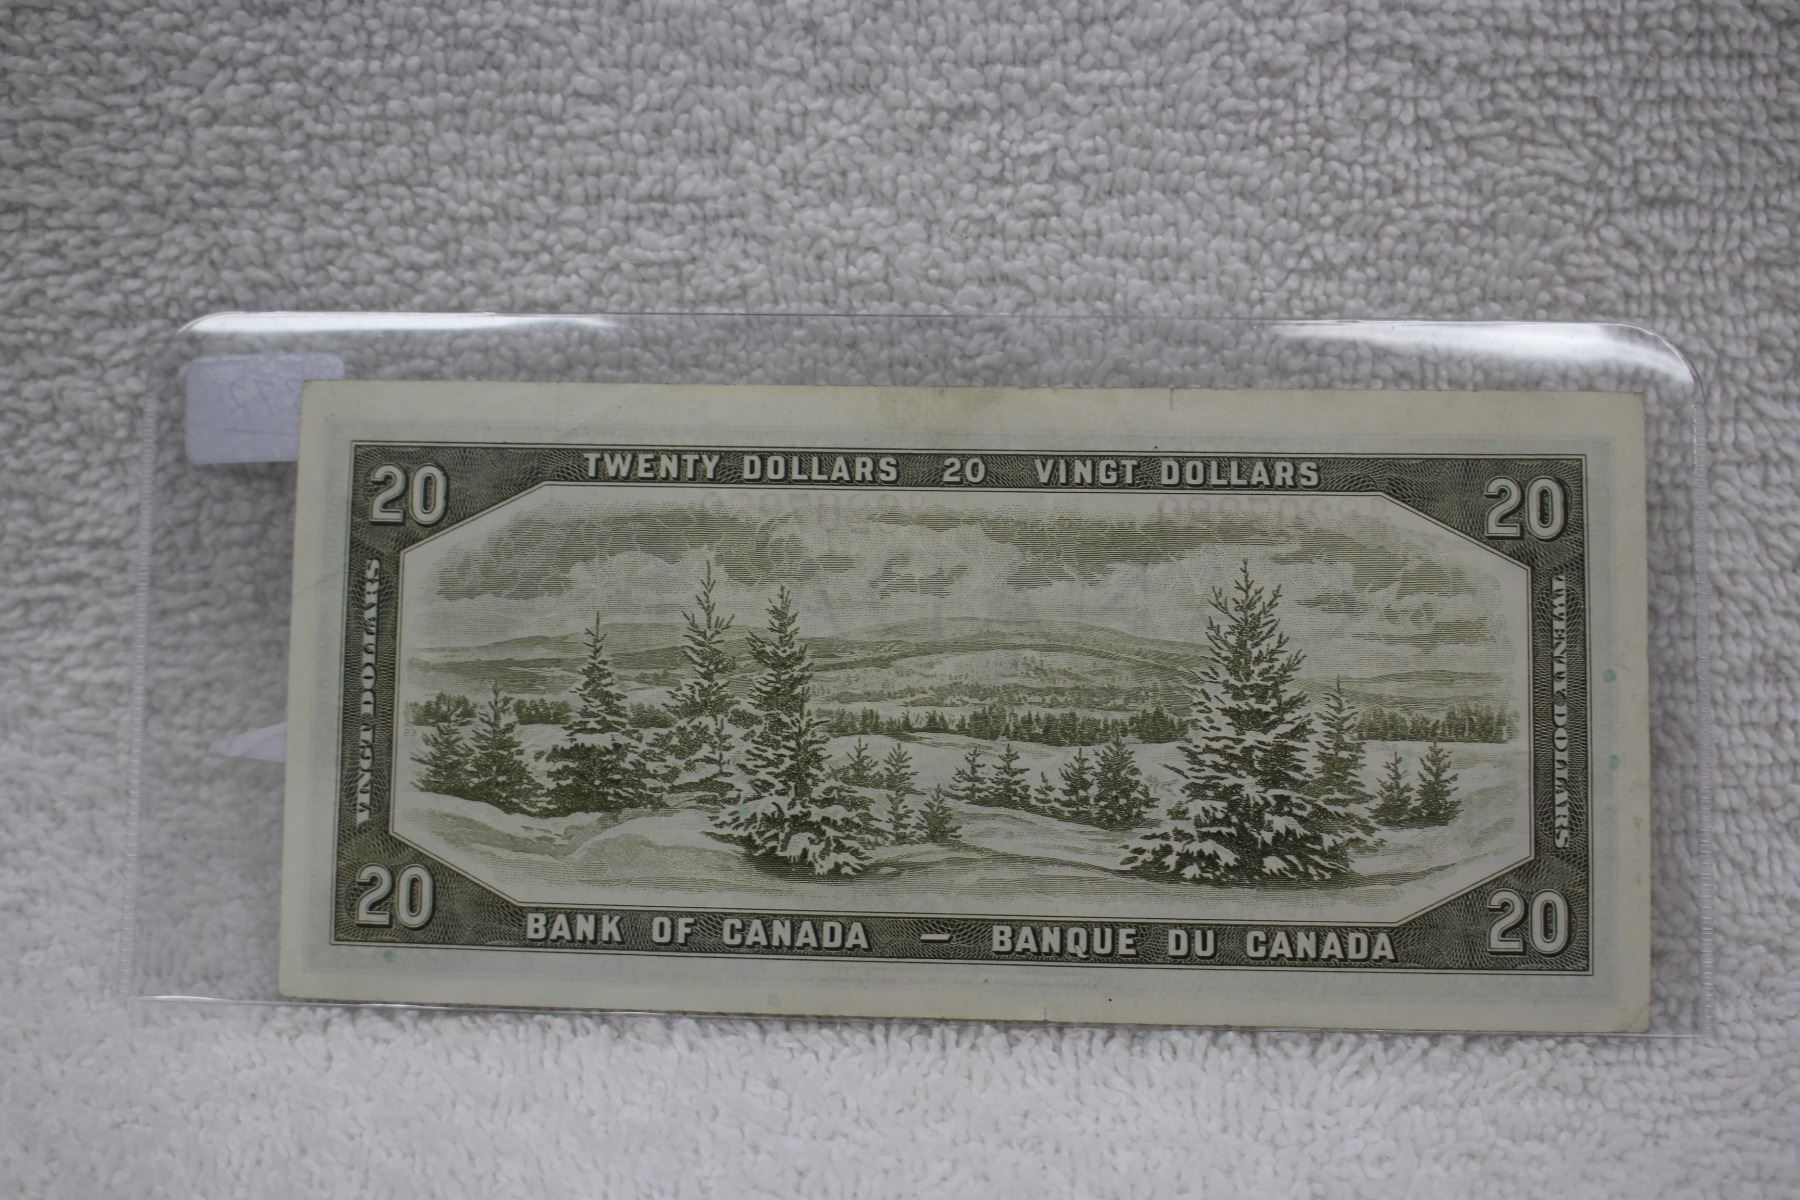 TWENTY DOLLARS 20 VINGT DOLLARS
20
20
VINGT DOLLARS
TWENTY DOLLARS
20
20
BANK OF CANADA — BANQUE DU CANADA